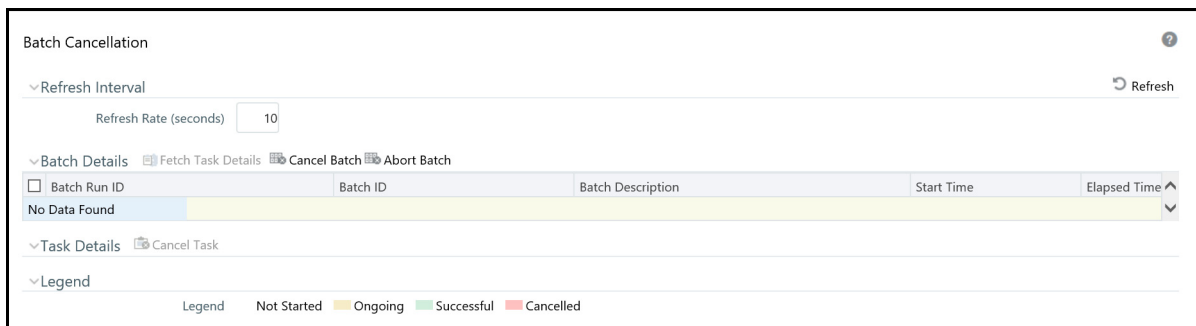 Batch Cancellation
Refresh Interval
Refresh
Refresh Rate (seconds) 10
Batch Details Fetch Task Details Cancel Batch Abort Batch
Batch Run ID Batch ID Batch Description Start Time Elapsed Time
No Data Found
Task Details Cancel Task
Legend
Legend Not Started Ongoing Successful Cancelled